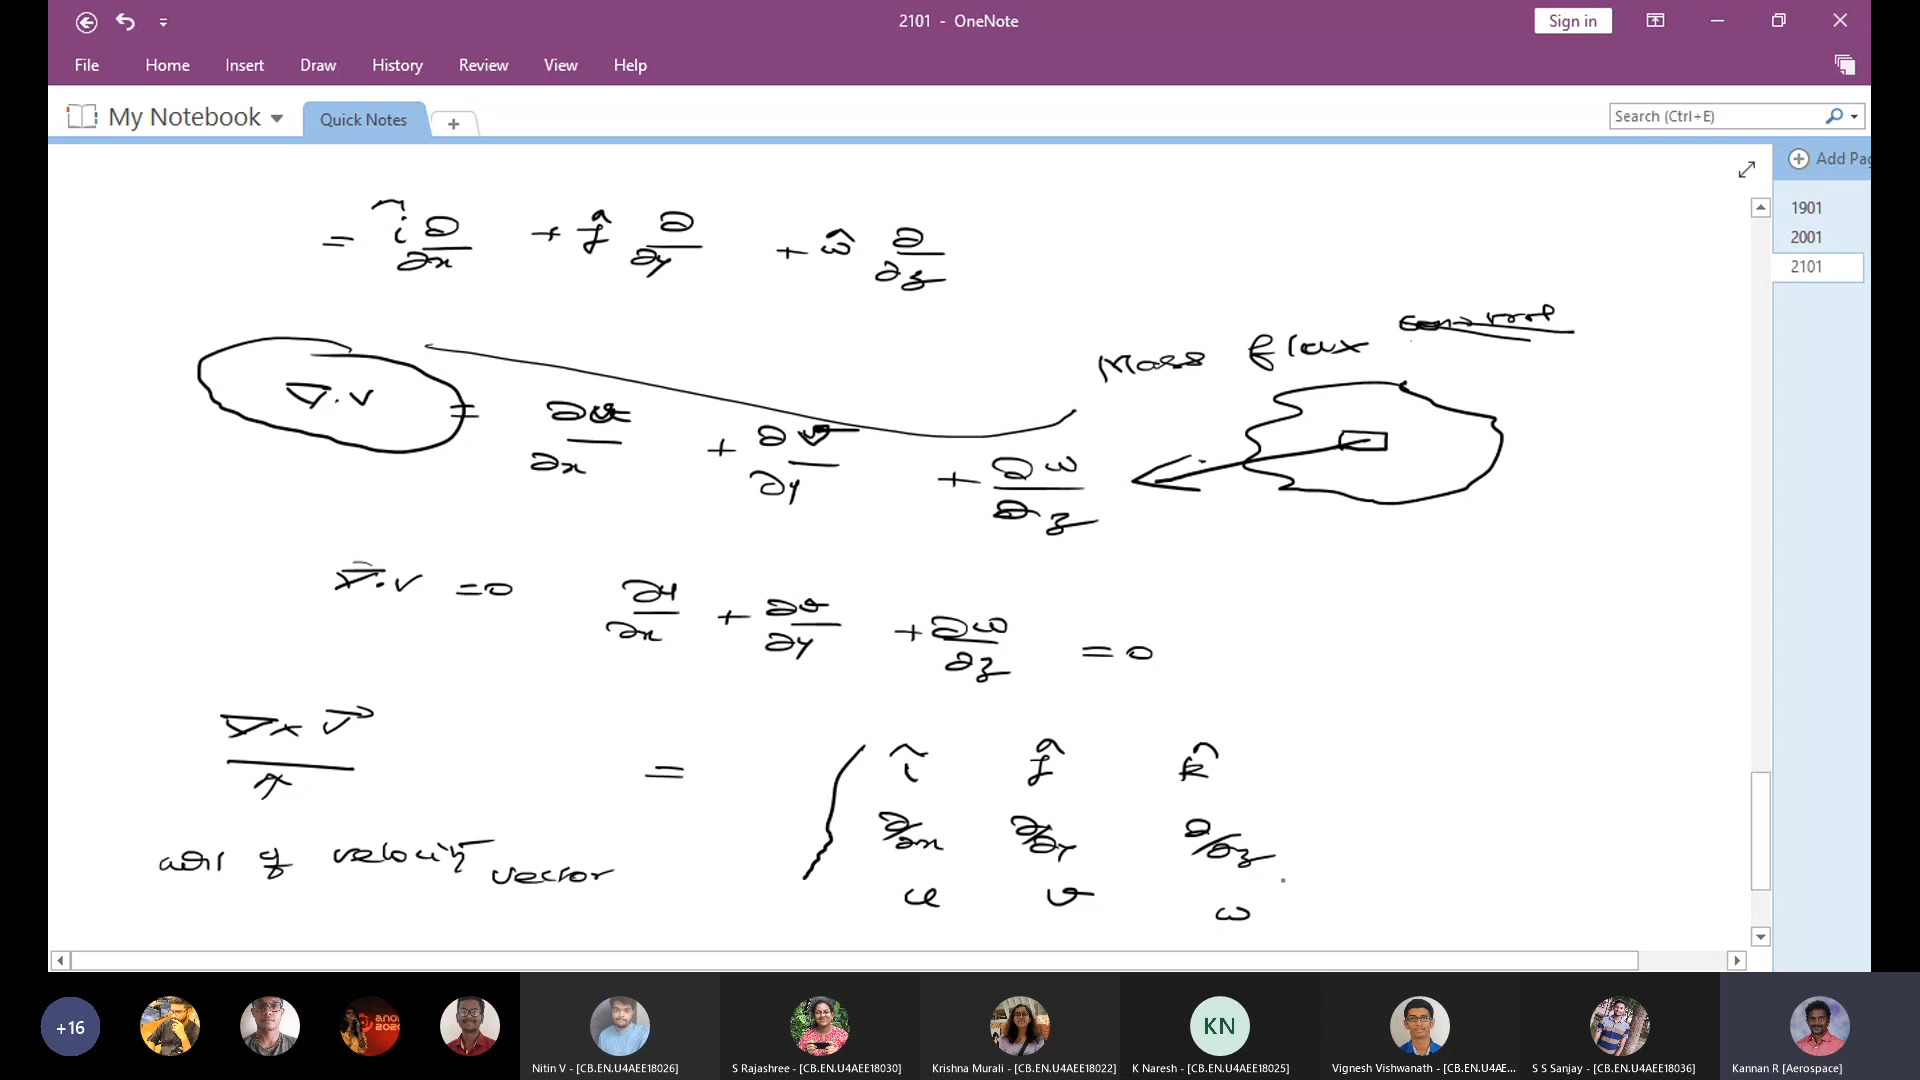 2101 - OneNote
Sign in
File Home Insert Draw History Review View Help
My Notebook
Quick Notes
+
Search (Ctrl+E)
Add Pag
1901
2001
2101
= î ∂/∂x + ĵ ∂/∂y + ŵ ∂/∂z
Mass flux
∇.V = ∂u/∂x + ∂v/∂y + ∂w/∂z
∇.V =0 ∂u/∂x + ∂v/∂y + ∂w/∂z =0
∇x V⃗ = î ĵ k̂
∂/∂x ∂/∂y ∂/∂z
u v w
curl of velocity vector
+16
anok
2020
KN
Nitin V - [CB.EN.U4AEE18026]
S Rajashree - [CB.EN.U4AEE18030]
Krishna Murali - [CB.EN.U4AEE18022]
K Naresh - [CB.EN.U4AEE18025]
Vignesh Vishwanath - [CB.EN.U4AE...
S S Sanjay - [CB.EN.U4AEE18036]
Kannan R [Aerospace]